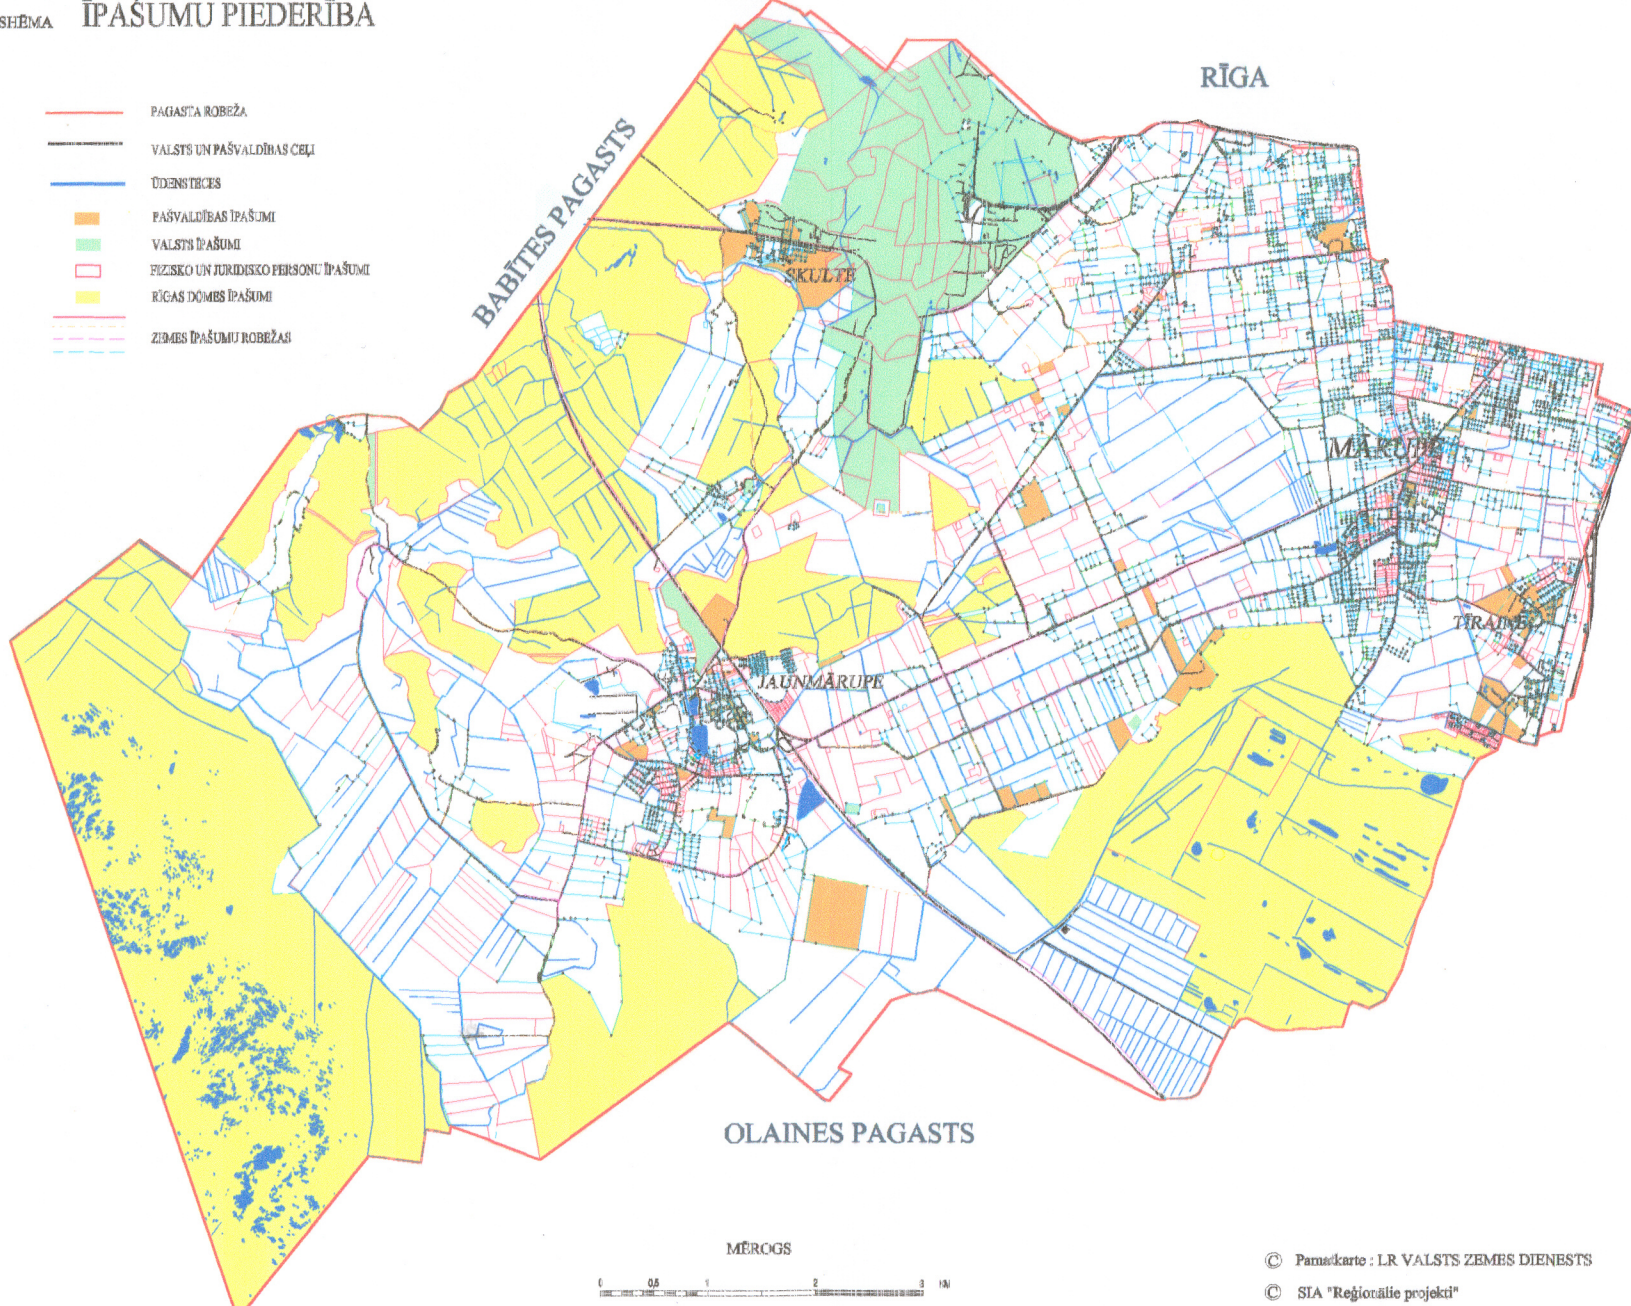 SHĒMA ĪPAŠUMU PIEDERĪBA
PAGASTA ROBEŽA
VALSTS UN PAŠVALDĪBAS CEĻI
ŪDENSTECES
PAŠVALDĪBAS ĪPAŠUMI
VALSTS ĪPAŠUMI
FIZISKO UN JURIDISKO PERSONU ĪPAŠUMI
RĪGAS DOMES ĪPAŠUMI
ZEMES ĪPAŠUMU ROBEŽAS
RĪGA
BABĪTES PAGASTS
SKULTE
MĀRUPE
TĪRAINE
JAUNMĀRUPE
OLAINES PAGASTS
MĒROGS
0 0,5 1 2 3 KM
© Pamatkarte : LR VALSTS ZEMES DIENESTS
© SIA "Reģionālie projekti"